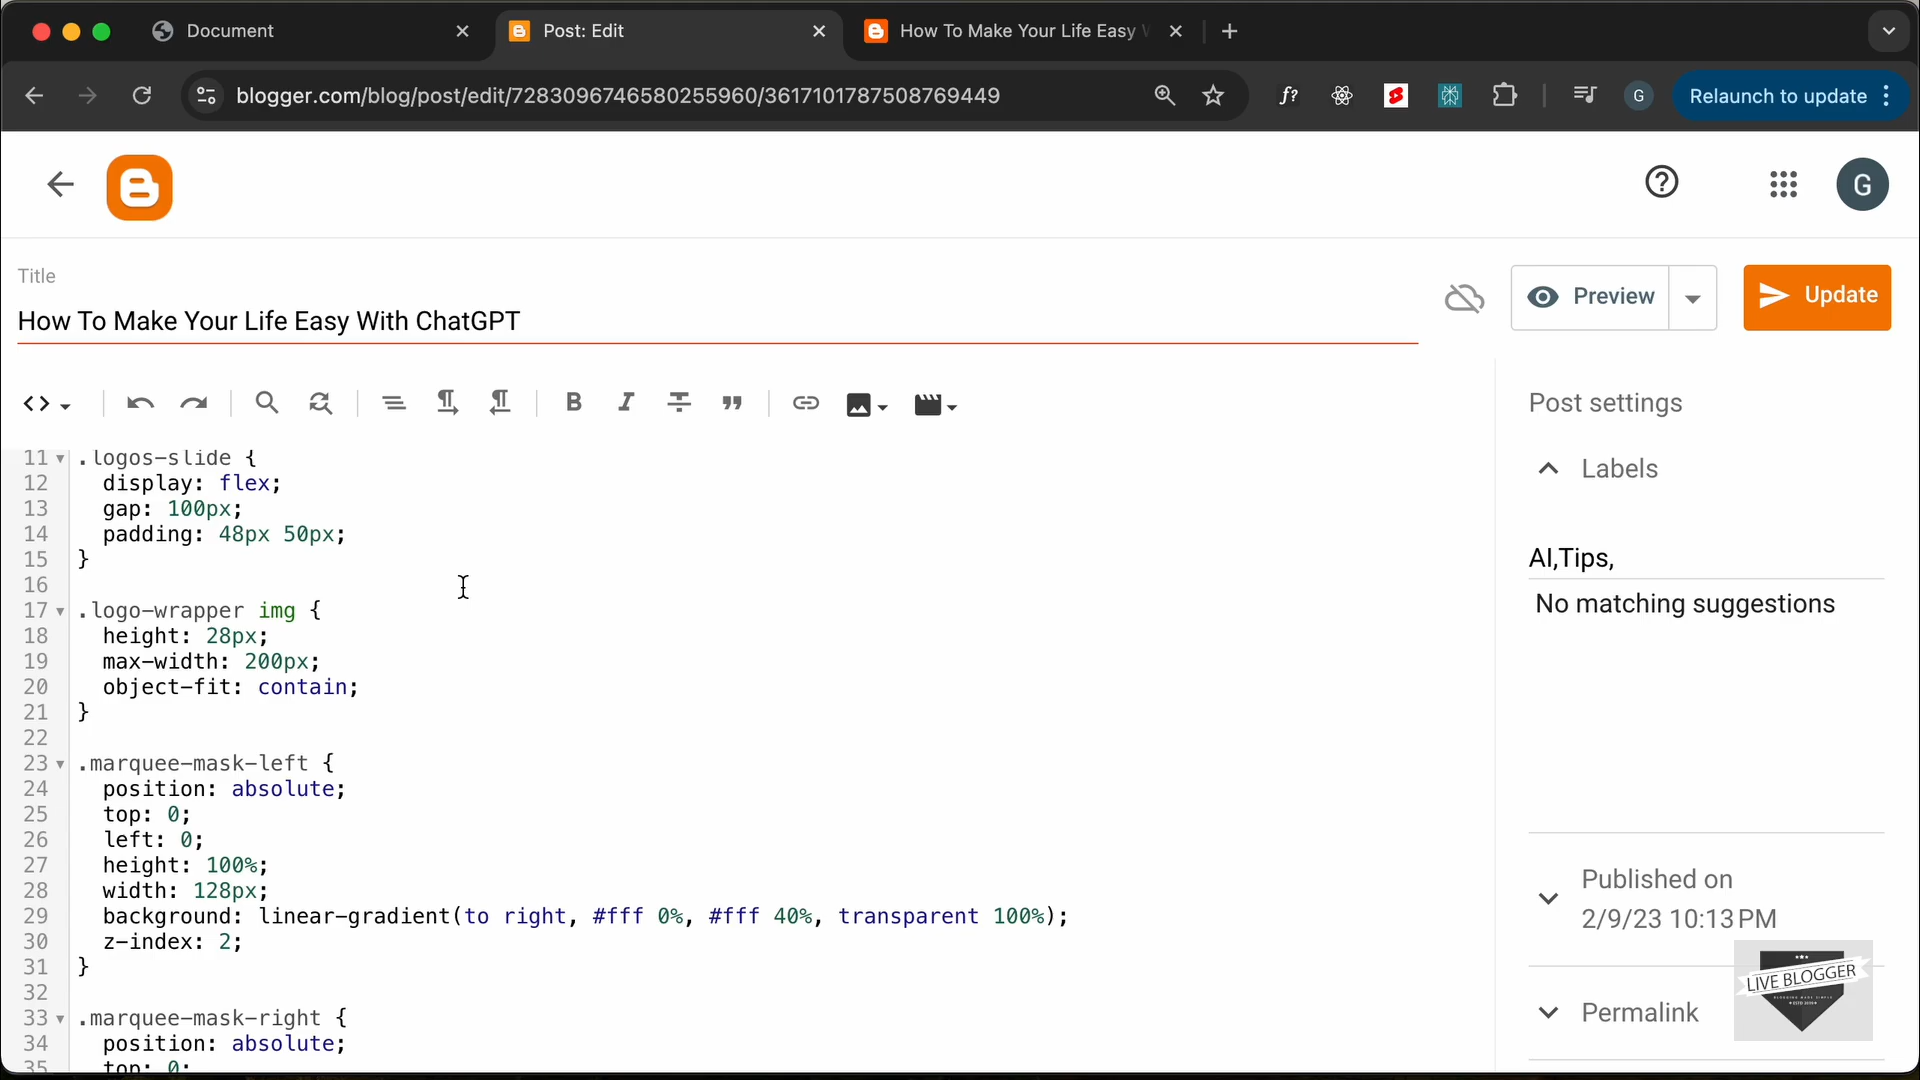 Document
Post: Edit
How To Make Your Life Easy
blogger.com/blog/post/edit/7283096746580255960/3617101787508769449
f?
G
Relaunch to update
G
Title
How To Make Your Life Easy With ChatGPT
Preview
Update
Post settings
11 .logos-slide {
12 display: flex;
13 gap: 100px;
14 padding: 48px 50px;
15 }
16
17 .logo-wrapper img {
18 height: 28px;
19 max-width: 200px;
20 object-fit: contain;
21 }
22
23 .marquee-mask-left {
24 position: absolute;
25 top: 0;
26 left: 0;
27 height: 100%;
28 width: 128px;
29 background: linear-gradient(to right, #fff 0%, #fff 40%, transparent 100%);
30 z-index: 2;
31 }
32
33 .marquee-mask-right {
34 position: absolute;
35 top: 0;
Labels
AI,Tips,
No matching suggestions
Published on
2/9/23 10:13 PM
Permalink
LIVE BLOGGER